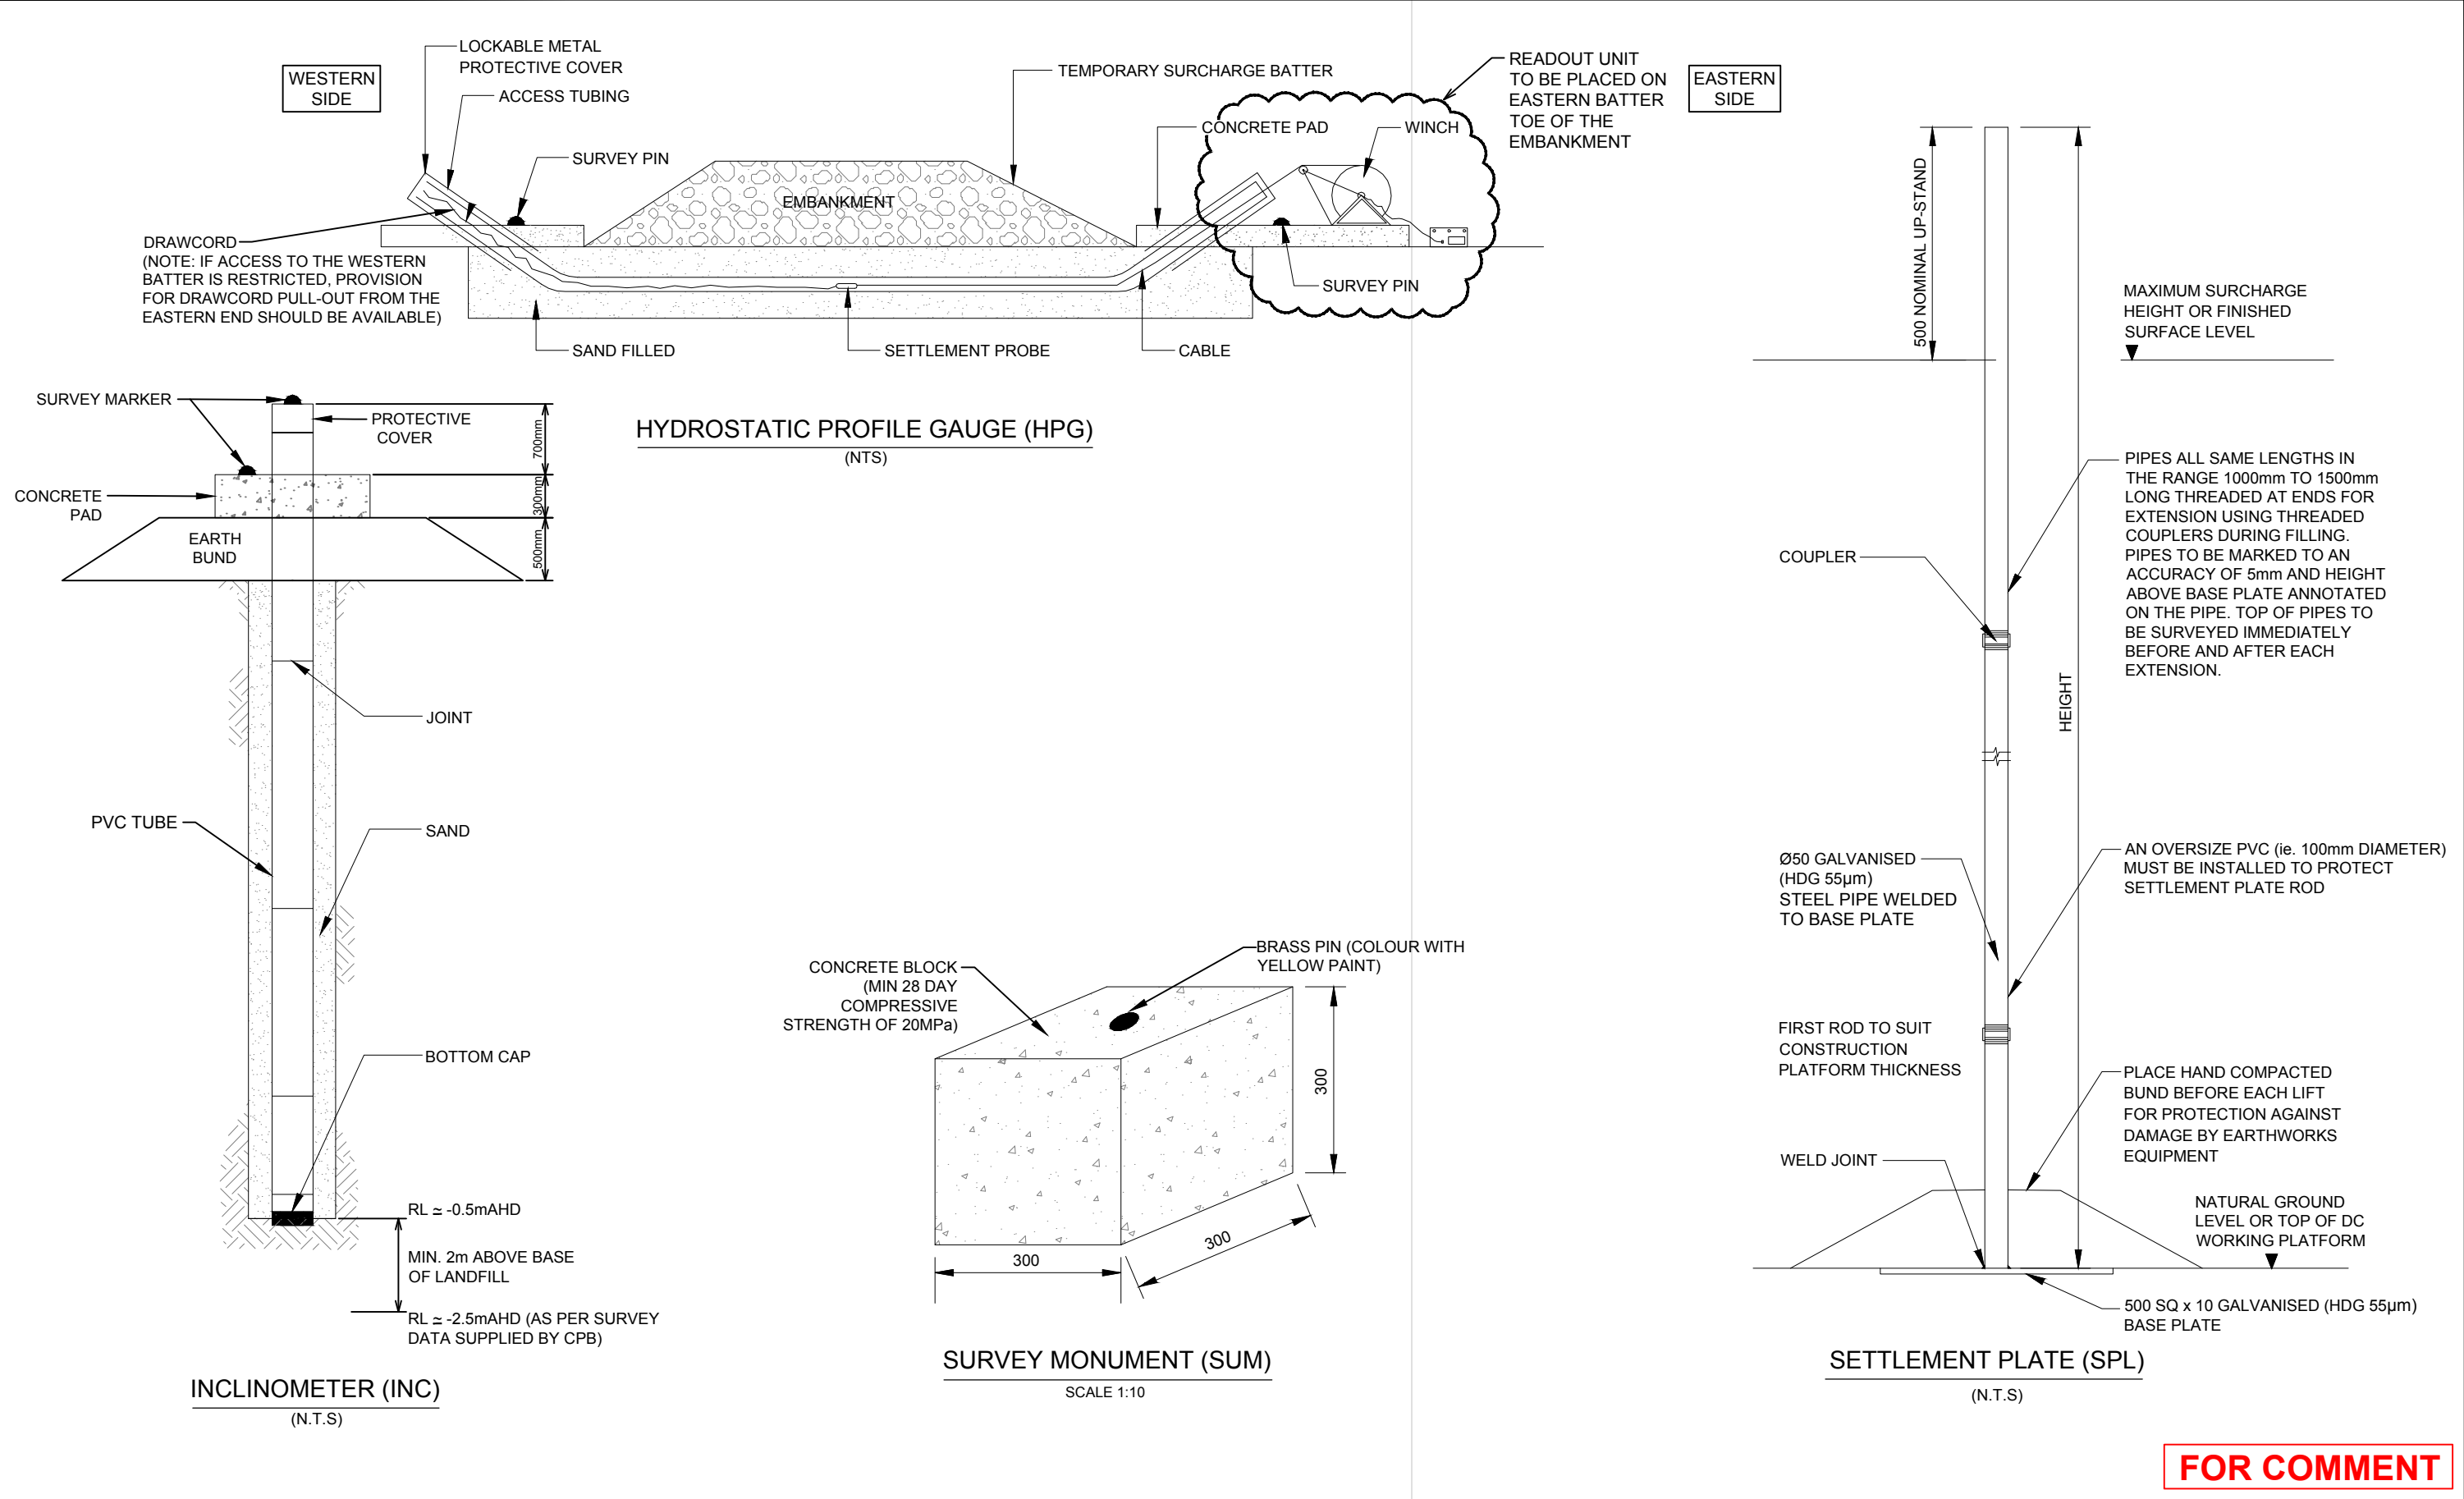 WESTERN
SIDE
LOCKABLE METAL
PROTECTIVE COVER
ACCESS TUBING
SURVEY PIN
TEMPORARY SURCHARGE BATTER
CONCRETE PAD
WINCH
READOUT UNIT
TO BE PLACED ON
EASTERN BATTER
TOE OF THE
EMBANKMENT
EASTERN
SIDE
EMBANKMENT
DRAWCORD
(NOTE: IF ACCESS TO THE WESTERN
BATTER IS RESTRICTED, PROVISION
FOR DRAWCORD PULL-OUT FROM THE
EASTERN END SHOULD BE AVAILABLE)
SURVEY PIN
SAND FILLED
SETTLEMENT PROBE
CABLE
HYDROSTATIC PROFILE GAUGE (HPG)
(NTS)
SURVEY MARKER
PROTECTIVE
COVER
700mm
CONCRETE
PAD
300mm
EARTH
BUND
500mm
JOINT
PVC TUBE
SAND
BOTTOM CAP
RL ≃ -0.5mAHD
MIN. 2m ABOVE BASE
OF LANDFILL
RL ≃ -2.5mAHD (AS PER SURVEY
DATA SUPPLIED BY CPB)
INCLINOMETER (INC)
(N.T.S)
CONCRETE BLOCK
(MIN 28 DAY
COMPRESSIVE
STRENGTH OF 20MPa)
BRASS PIN (COLOUR WITH
YELLOW PAINT)
300
300
300
SURVEY MONUMENT (SUM)
SCALE 1:10
500 NOMINAL UP-STAND
MAXIMUM SURCHARGE
HEIGHT OR FINISHED
SURFACE LEVEL
PIPES ALL SAME LENGTHS IN
THE RANGE 1000mm TO 1500mm
LONG THREADED AT ENDS FOR
EXTENSION USING THREADED
COUPLERS DURING FILLING.
PIPES TO BE MARKED TO AN
ACCURACY OF 5mm AND HEIGHT
ABOVE BASE PLATE ANNOTATED
ON THE PIPE. TOP OF PIPES TO
BE SURVEYED IMMEDIATELY
BEFORE AND AFTER EACH
EXTENSION.
COUPLER
HEIGHT
Ø50 GALVANISED
(HDG 55µm)
STEEL PIPE WELDED
TO BASE PLATE
AN OVERSIZE PVC (ie. 100mm DIAMETER)
MUST BE INSTALLED TO PROTECT
SETTLEMENT PLATE ROD
FIRST ROD TO SUIT
CONSTRUCTION
PLATFORM THICKNESS
PLACE HAND COMPACTED
BUND BEFORE EACH LIFT
FOR PROTECTION AGAINST
DAMAGE BY EARTHWORKS
EQUIPMENT
WELD JOINT
NATURAL GROUND
LEVEL OR TOP OF DC
WORKING PLATFORM
500 SQ x 10 GALVANISED (HDG 55µm)
BASE PLATE
SETTLEMENT PLATE (SPL)
(N.T.S)
FOR COMMENT